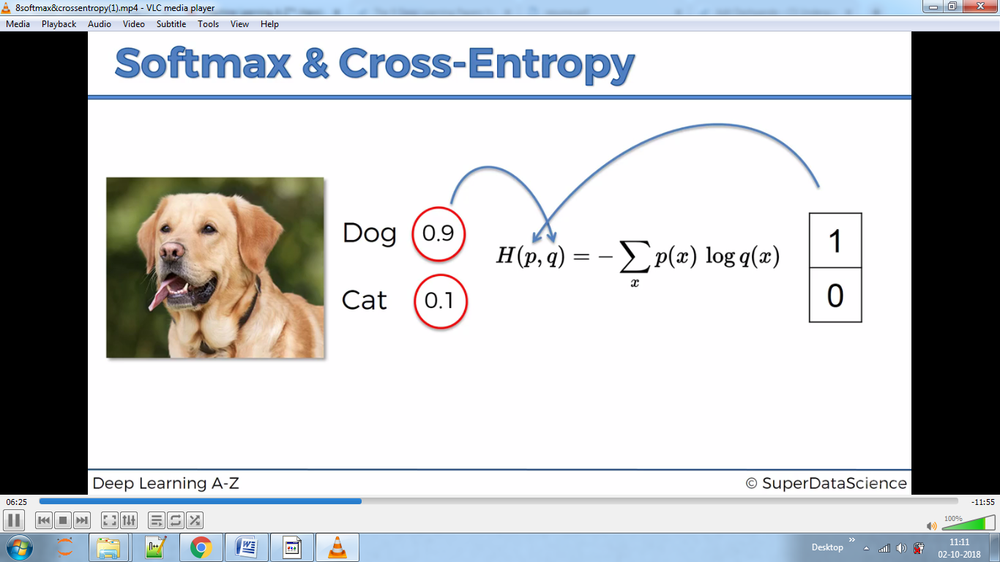 8softmax&crossentropy(1).mp4 - VLC media player
Media Playback Audio Video Subtitle Tools View Help
Softmax & Cross-Entropy
Dog 0.9
Cat 0.1
H(p, q) = − ∑ p(x) log q(x)
x
1
0
Deep Learning A-Z
© SuperDataScience
06:25
-11:55
100%
Desktop »
11:11
02-10-2018